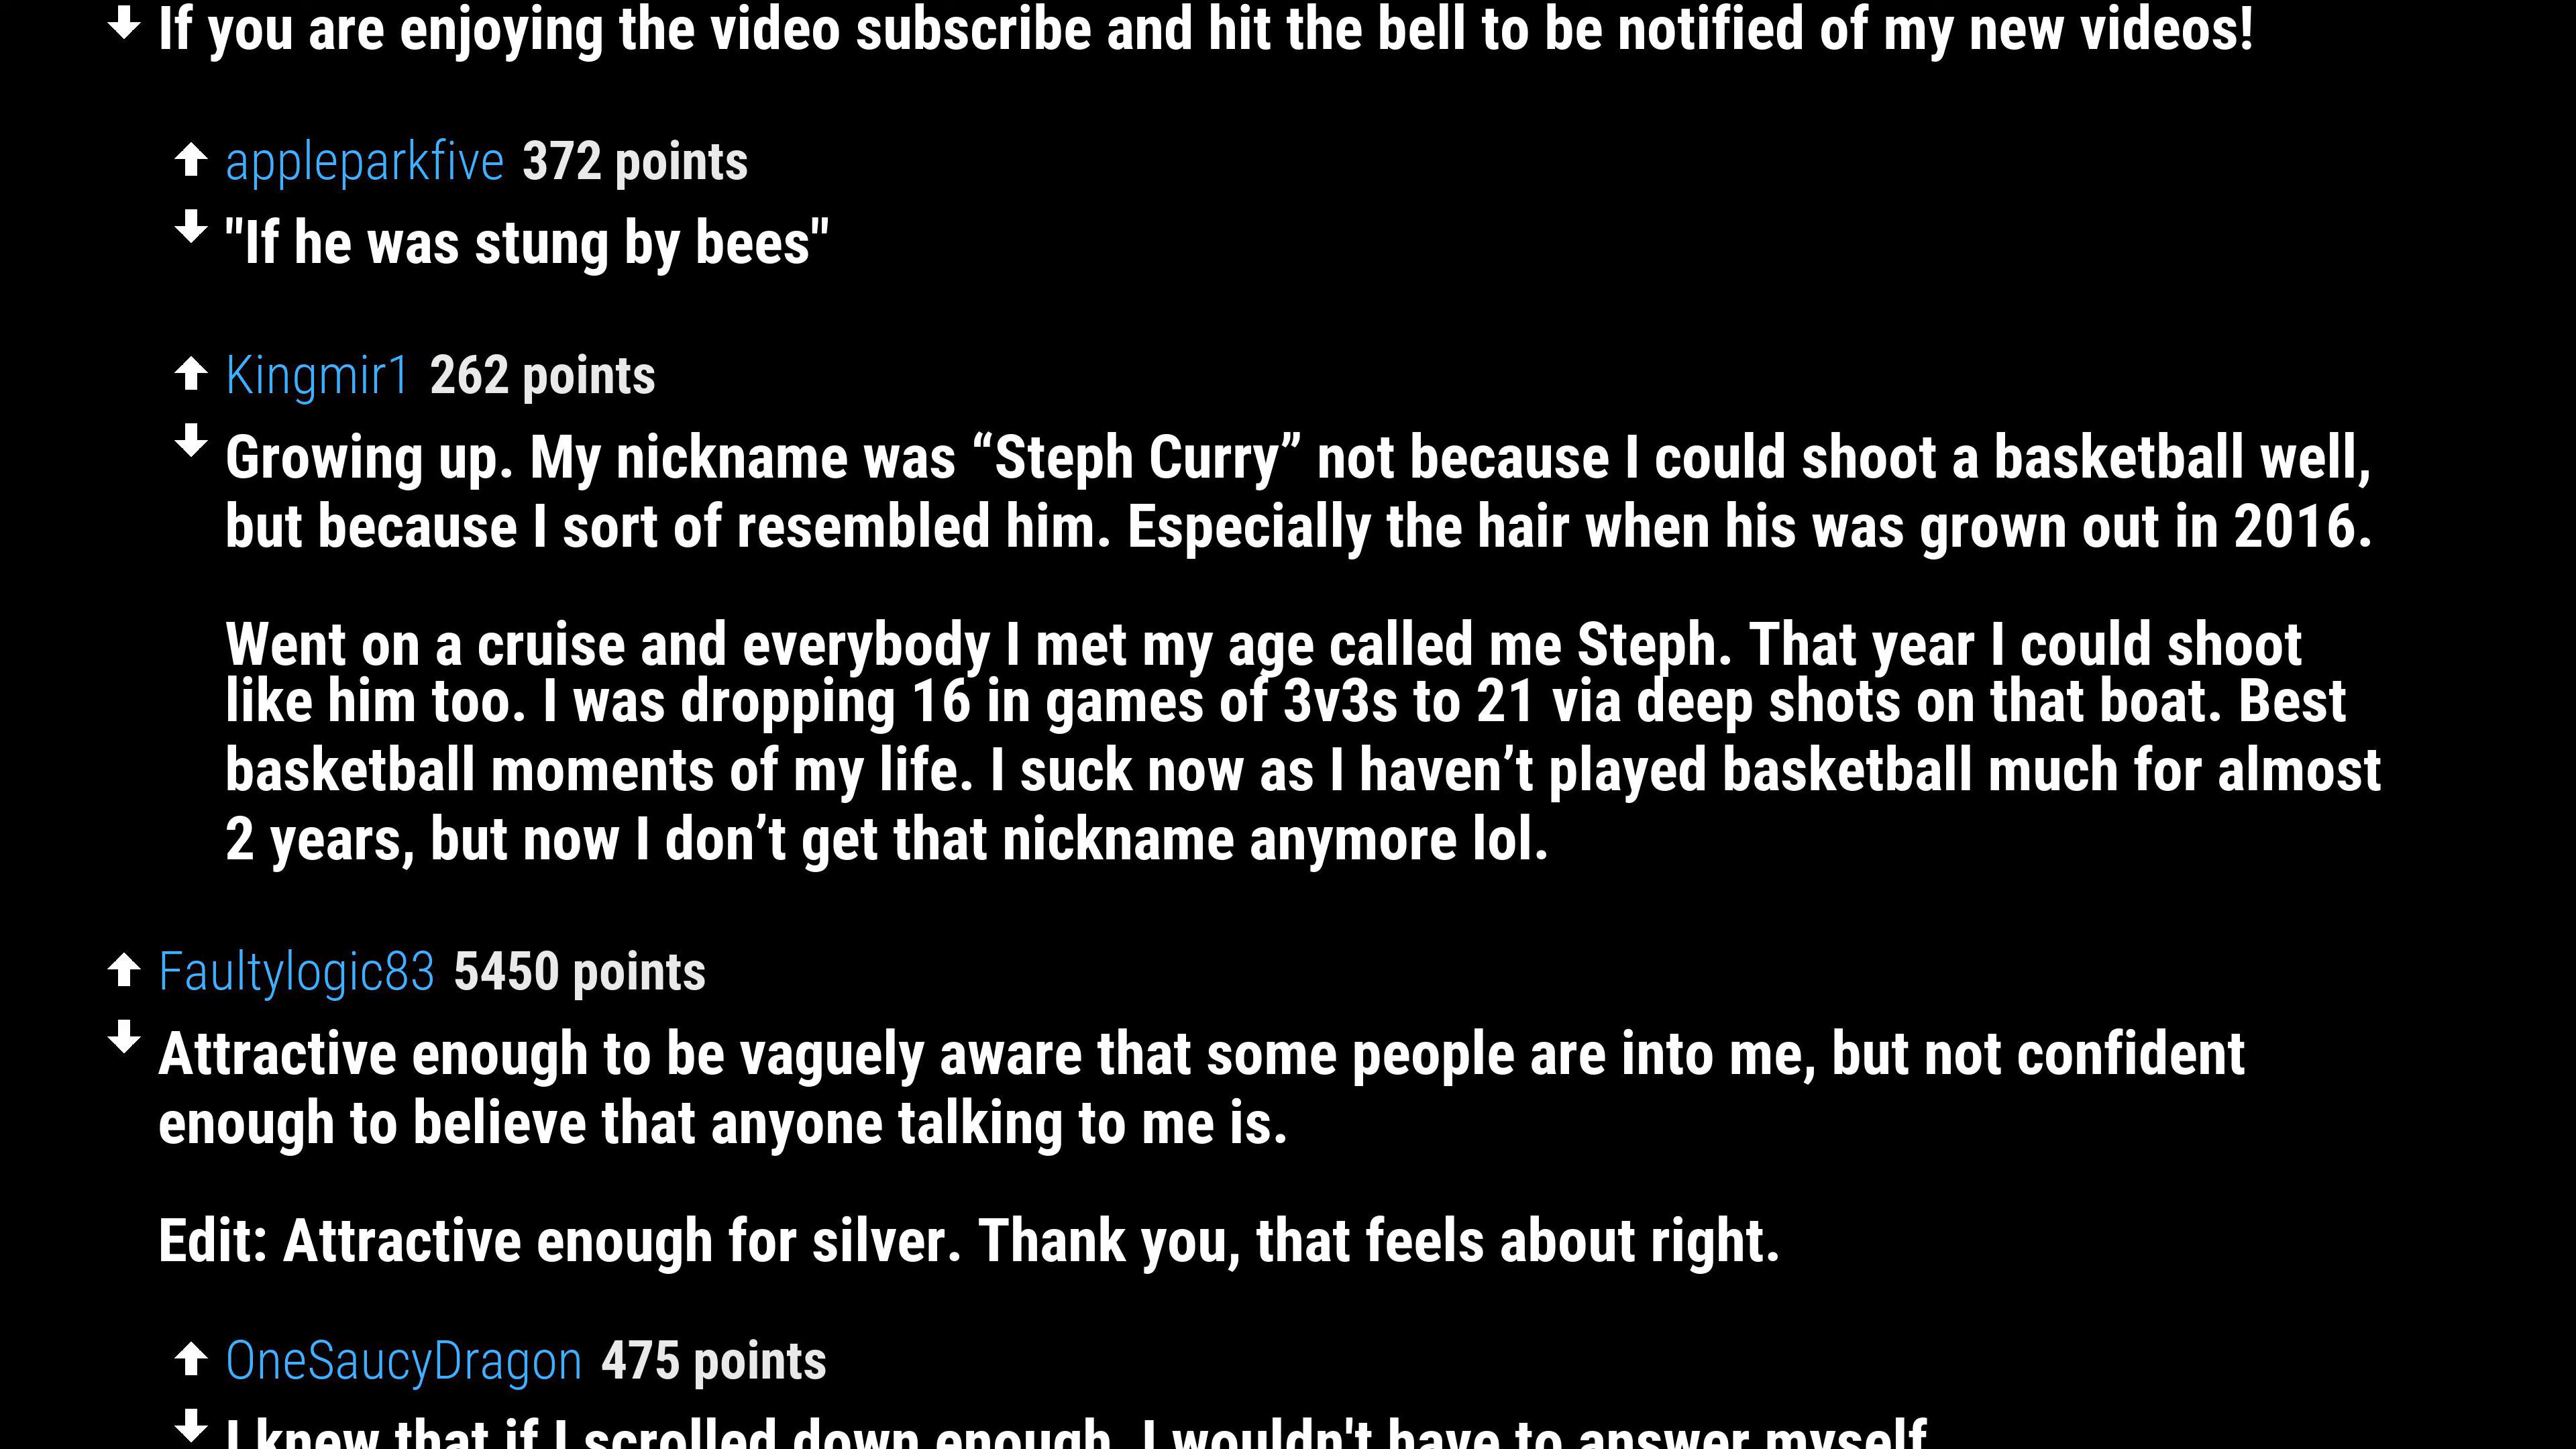 If you are enjoying the video subscribe and hit the bell to be notified of my new videos!
appleparkfive 372 points
"If he was stung by bees"
Kingmir1 262 points
Growing up. My nickname was “Steph Curry” not because I could shoot a basketball well,
but because I sort of resembled him. Especially the hair when his was grown out in 2016.
Went on a cruise and everybody I met my age called me Steph. That year I could shoot
like him too. I was dropping 16 in games of 3v3s to 21 via deep shots on that boat. Best
basketball moments of my life. I suck now as I haven’t played basketball much for almost
2 years, but now I don’t get that nickname anymore lol.
Faultylogic83 5450 points
Attractive enough to be vaguely aware that some people are into me, but not confident
enough to believe that anyone talking to me is.
Edit: Attractive enough for silver. Thank you, that feels about right.
OneSaucyDragon 475 points
I knew that if I scrolled down enough, I wouldn't have to answer myself